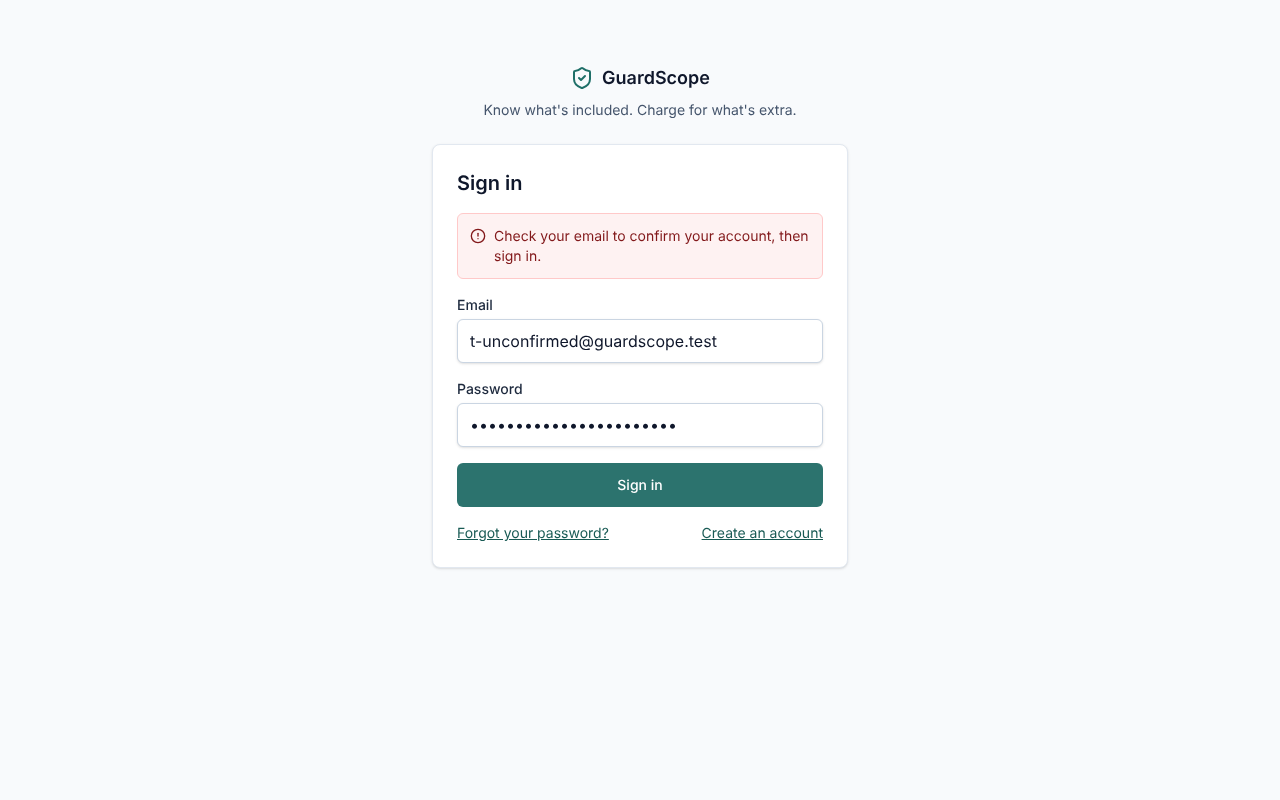 GuardScope
Know what's included. Charge for what's extra.
Sign in
Check your email to confirm your account, then
sign in.
Email
t-unconfirmed@guardscope.test
Password
•••••••••••••••••••••••
Sign in
Forgot your password?
Create an account